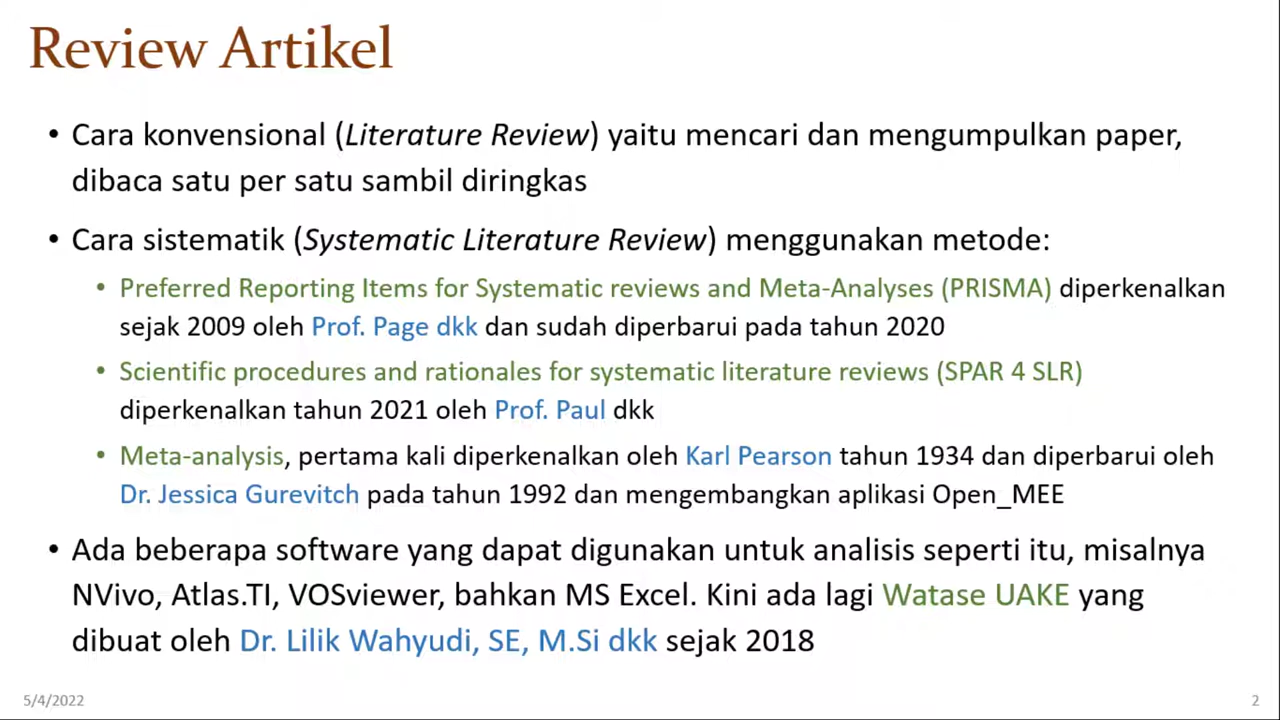 Review Artikel
• Cara konvensional (Literature Review) yaitu mencari dan mengumpulkan paper,
dibaca satu per satu sambil diringkas
• Cara sistematik (Systematic Literature Review) menggunakan metode:
• Preferred Reporting Items for Systematic reviews and Meta-Analyses (PRISMA) diperkenalkan
sejak 2009 oleh Prof. Page dkk dan sudah diperbarui pada tahun 2020
• Scientific procedures and rationales for systematic literature reviews (SPAR 4 SLR)
diperkenalkan tahun 2021 oleh Prof. Paul dkk
• Meta-analysis, pertama kali diperkenalkan oleh Karl Pearson tahun 1934 dan diperbarui oleh
Dr. Jessica Gurevitch pada tahun 1992 dan mengembangkan aplikasi Open_MEE
• Ada beberapa software yang dapat digunakan untuk analisis seperti itu, misalnya
NVivo, Atlas.TI, VOSviewer, bahkan MS Excel. Kini ada lagi Watase UAKE yang
dibuat oleh Dr. Lilik Wahyudi, SE, M.Si dkk sejak 2018
5/4/2022
2